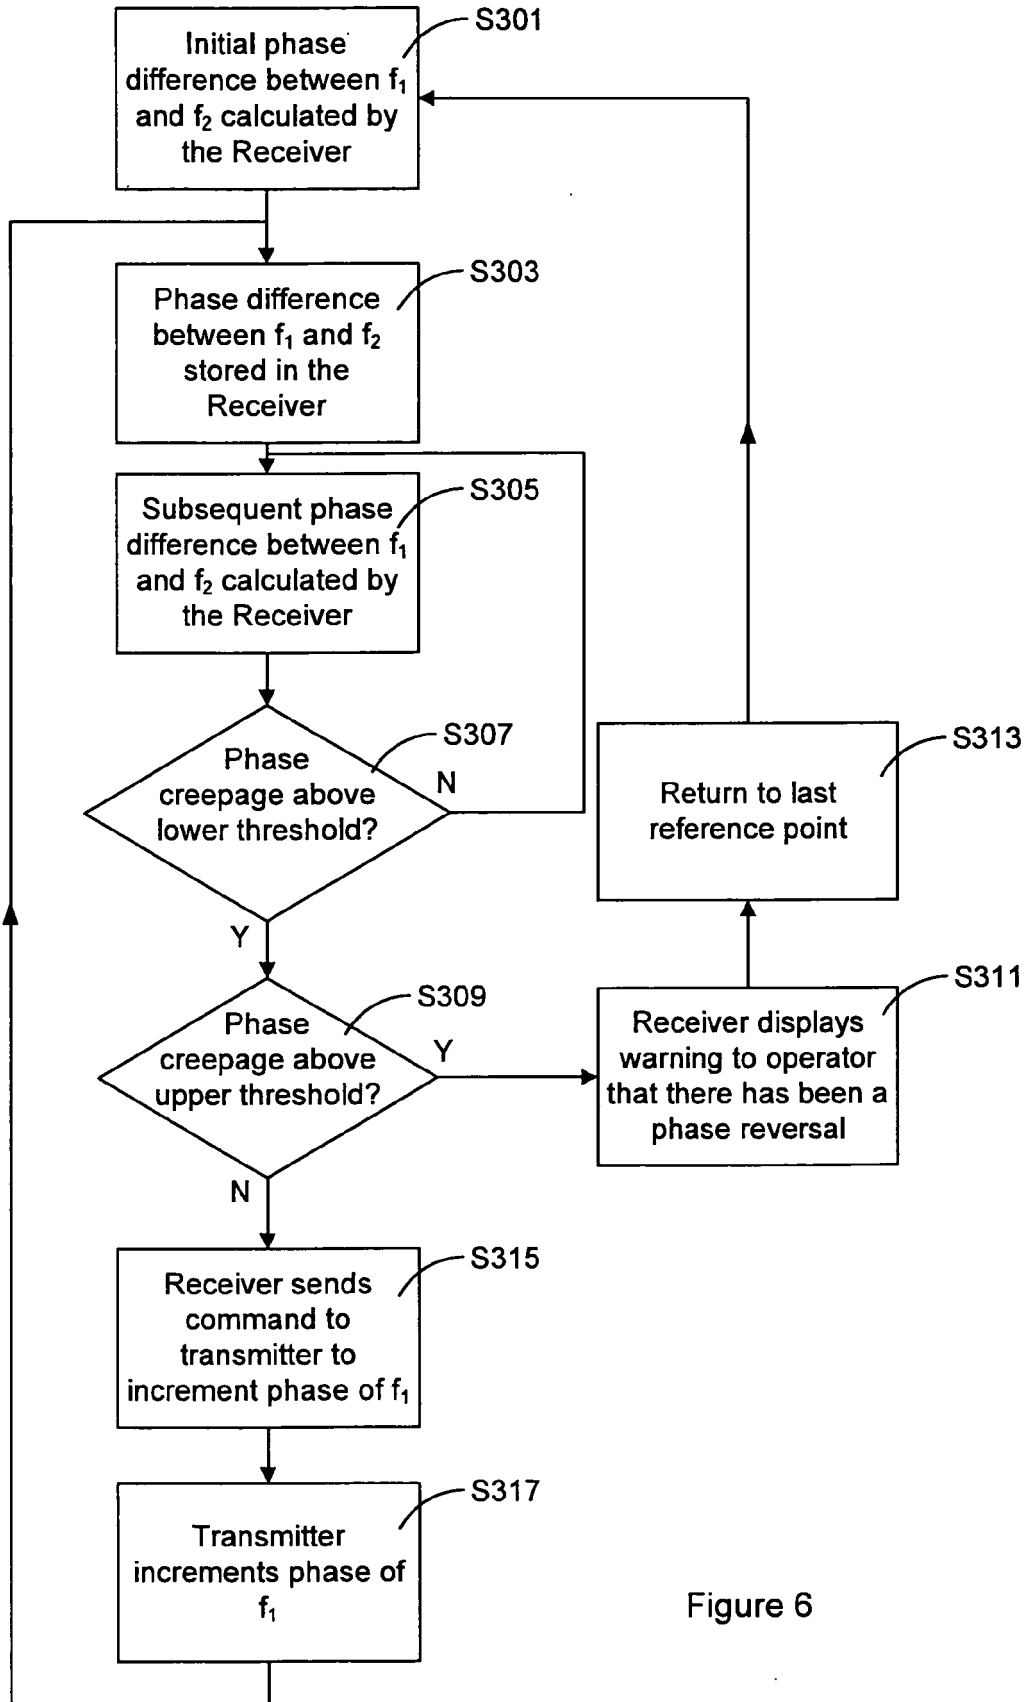 S301
Initial phase
difference between f₁
and f₂ calculated by
the Receiver
S303
Phase difference
between f₁ and f₂
stored in the
Receiver
S305
Subsequent phase
difference between f₁
and f₂ calculated by
the Receiver
S307
Phase
creepage above
lower threshold?
N
Y
S313
Return to last
reference point
S309
Phase
creepage above
upper threshold?
Y
N
S311
Receiver displays
warning to operator
that there has been a
phase reversal
S315
Receiver sends
command to
transmitter to
increment phase of f₁
S317
Transmitter
increments phase of
f₁
Figure 6